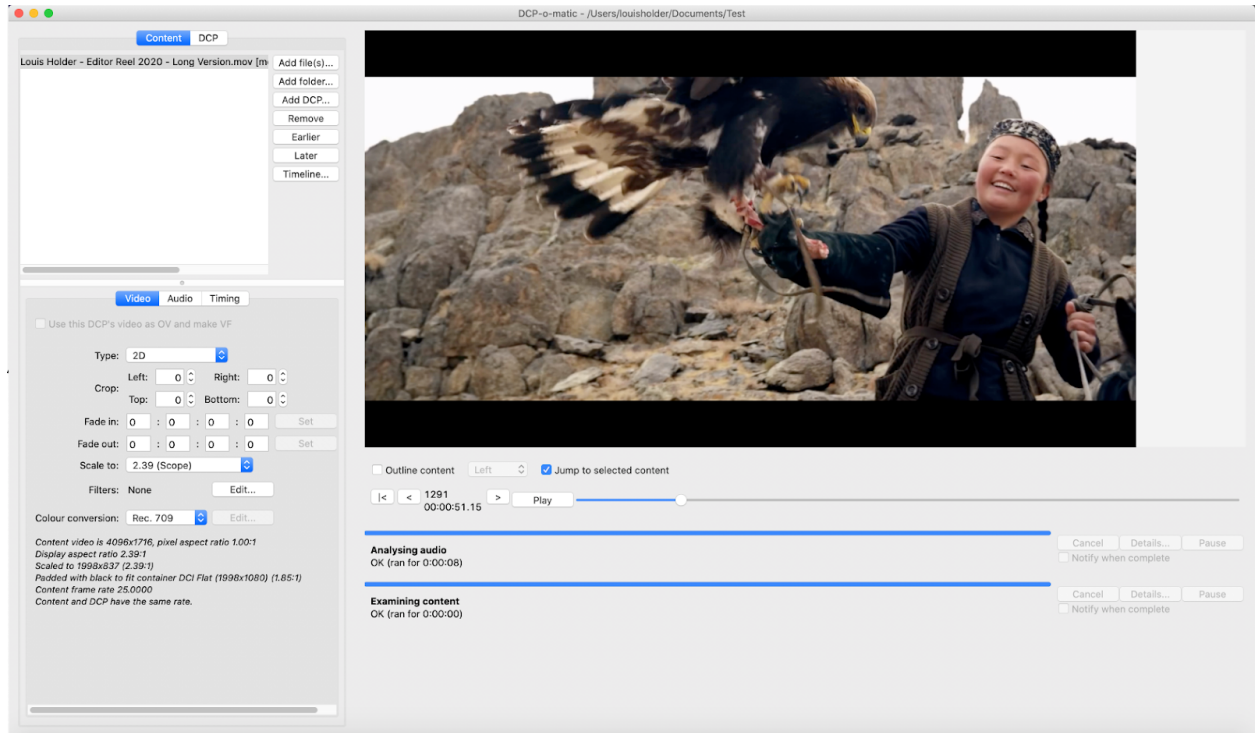 DCP-o-matic - /Users/louisholder/Documents/Test
Content DCP
Louis Holder - Editor Reel 2020 - Long Version.mov [m
Add file(s)...
Add folder...
Add DCP...
Remove
Earlier
Later
Timeline...
Video Audio Timing
Use this DCP's video as OV and make VF
Type: 2D
Crop: Left: 0 Right: 0
Top: 0 Bottom: 0
Fade in: 0 : 0 : 0 : 0 Set
Fade out: 0 : 0 : 0 : 0 Set
Scale to: 2.39 (Scope)
Filters: None Edit...
Colour conversion: Rec. 709 Edit...
Content video is 4096x1716, pixel aspect ratio 1.00:1
Display aspect ratio 2.39:1
Scaled to 1998x837 (2.39:1)
Padded with black to fit container DCI Flat (1998x1080) (1.85:1)
Content frame rate 25.0000
Content and DCP have the same rate.
Outline content Left Jump to selected content
|< < 1291 > Play
00:00:51.15
Analysing audio
OK (ran for 0:00:08)
Cancel Details... Pause
Notify when complete
Examining content
OK (ran for 0:00:00)
Cancel Details... Pause
Notify when complete